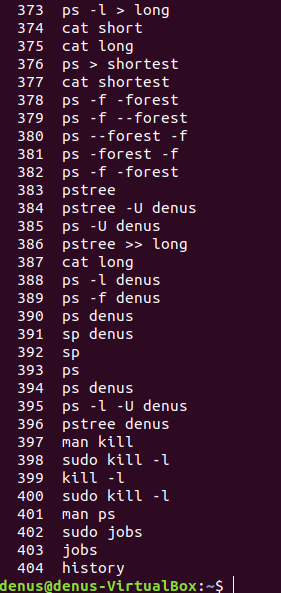 373 ps -l > long
374 cat short
375 cat long
376 ps > shortest
377 cat shortest
378 ps -f -forest
379 ps -f --forest
380 ps --forest -f
381 ps -forest -f
382 ps -f -forest
383 pstree
384 pstree -U denus
385 ps -U denus
386 pstree >> long
387 cat long
388 ps -l denus
389 ps -f denus
390 ps denus
391 sp denus
392 sp
393 ps
394 ps denus
395 ps -l -U denus
396 pstree denus
397 man kill
398 sudo kill -l
399 kill -l
400 sudo kill -l
401 man ps
402 sudo jobs
403 jobs
404 history
denus@denus-VirtualBox:~$